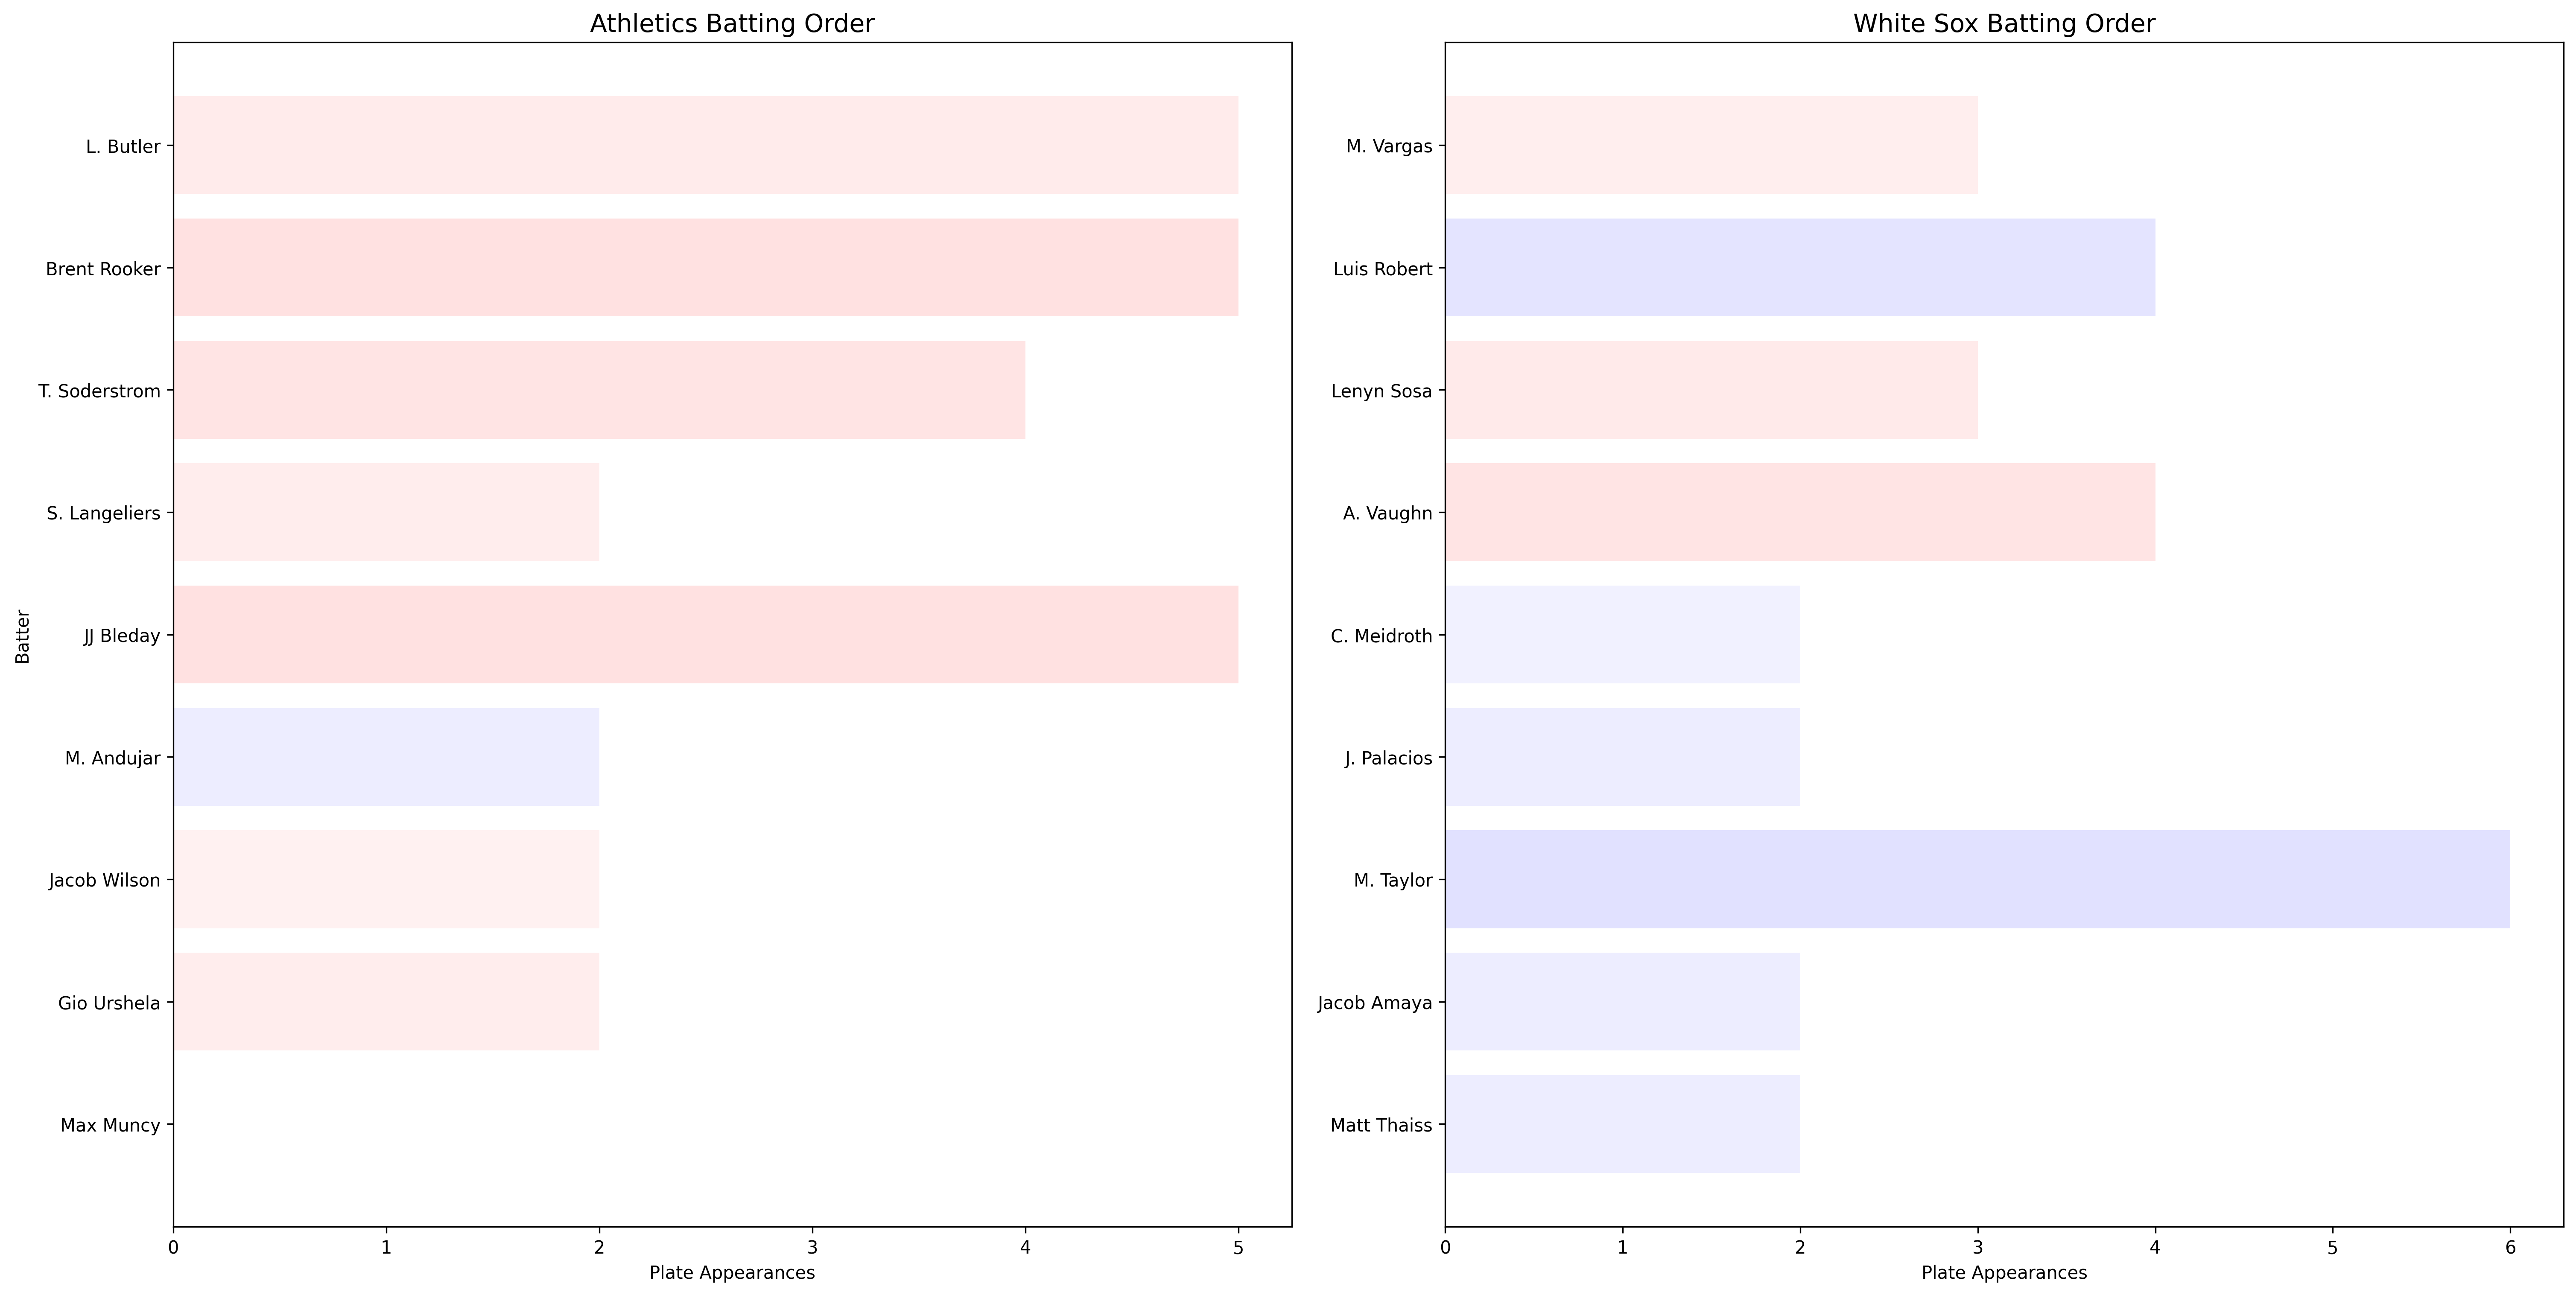 Athletics Batting Order
Batter
L. Butler
Brent Rooker
T. Soderstrom
S. Langeliers
JJ Bleday
M. Andujar
Jacob Wilson
Gio Urshela
Max Muncy
0 1 2 3 4 5
Plate Appearances
White Sox Batting Order
M. Vargas
Luis Robert
Lenyn Sosa
A. Vaughn
C. Meidroth
J. Palacios
M. Taylor
Jacob Amaya
Matt Thaiss
0 1 2 3 4 5 6
Plate Appearances